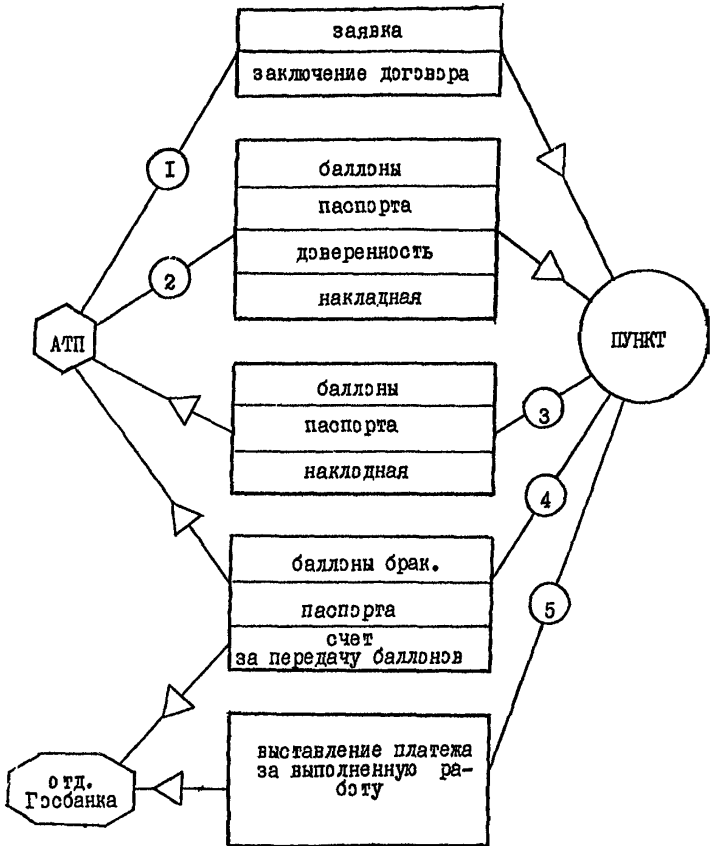 заявка
заключение договора
I
баллоны
паспорта
доверенность
накладная
2
АТП
ПУНКТ
баллоны
паспорта
наклодная
3
4
баллоны брак.
паспорта
счет
за передачу баллонов
5
выставление платежа
за выполненную ра-
боту
отд.
Госбанка